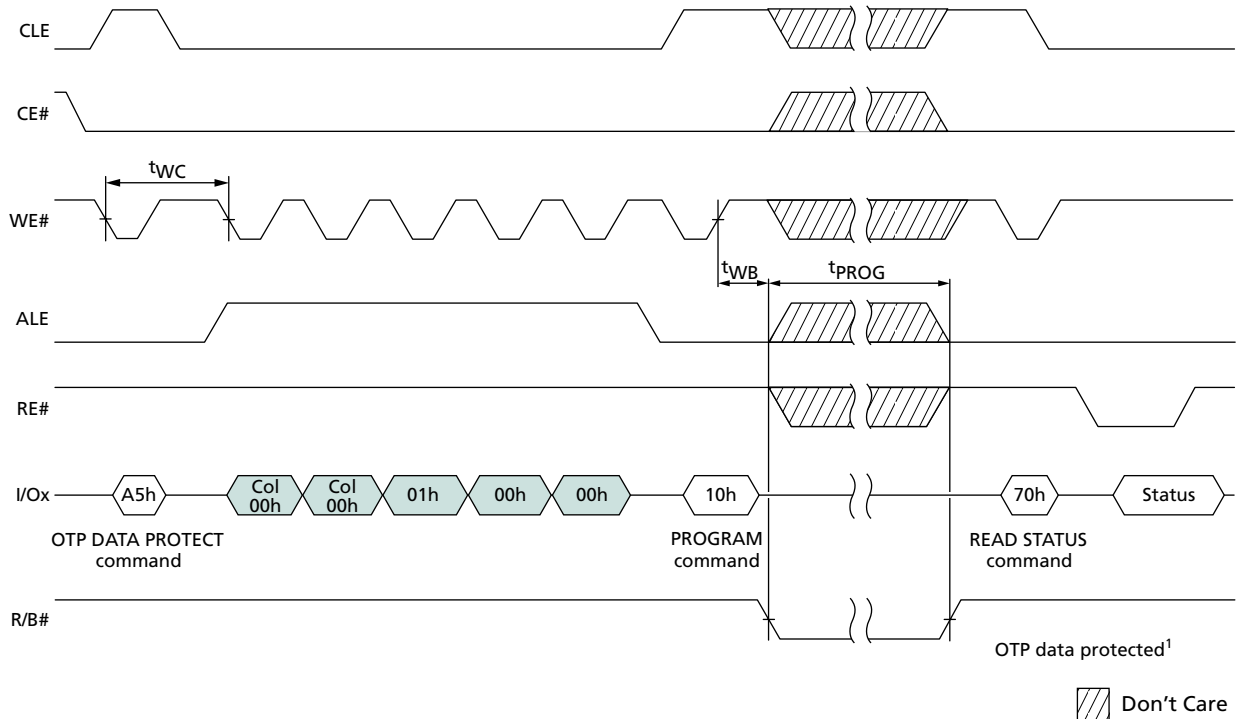 CLE
CE#
tWC
WE#
tWB
tPROG
ALE
RE#
I/Ox
A5h
Col
00h
Col
00h
01h
00h
00h
10h
70h
Status
OTP DATA PROTECT
command
PROGRAM
command
READ STATUS
command
R/B#
OTP data protected1
Don't Care